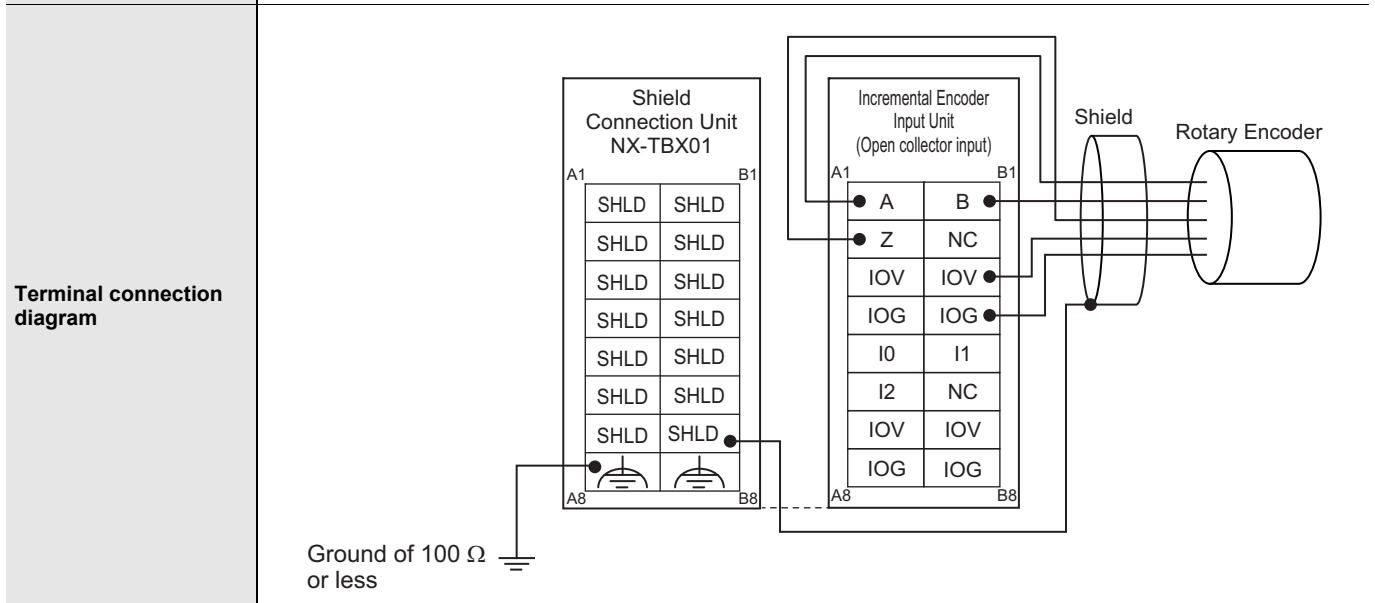 Terminal connection
diagram
Shield
Connection Unit
NX-TBX01
A1 B1
SHLD SHLD
SHLD SHLD
SHLD SHLD
SHLD SHLD
SHLD SHLD
SHLD SHLD
SHLD SHLD
A8 B8
Ground of 100 Ω
or less
Incremental Encoder
Input Unit
(Open collector input)
A1 B1
A B
Z NC
IOV IOV
IOG IOG
I0 I1
I2 NC
IOV IOV
IOG IOG
A8 B8
Shield
Rotary Encoder